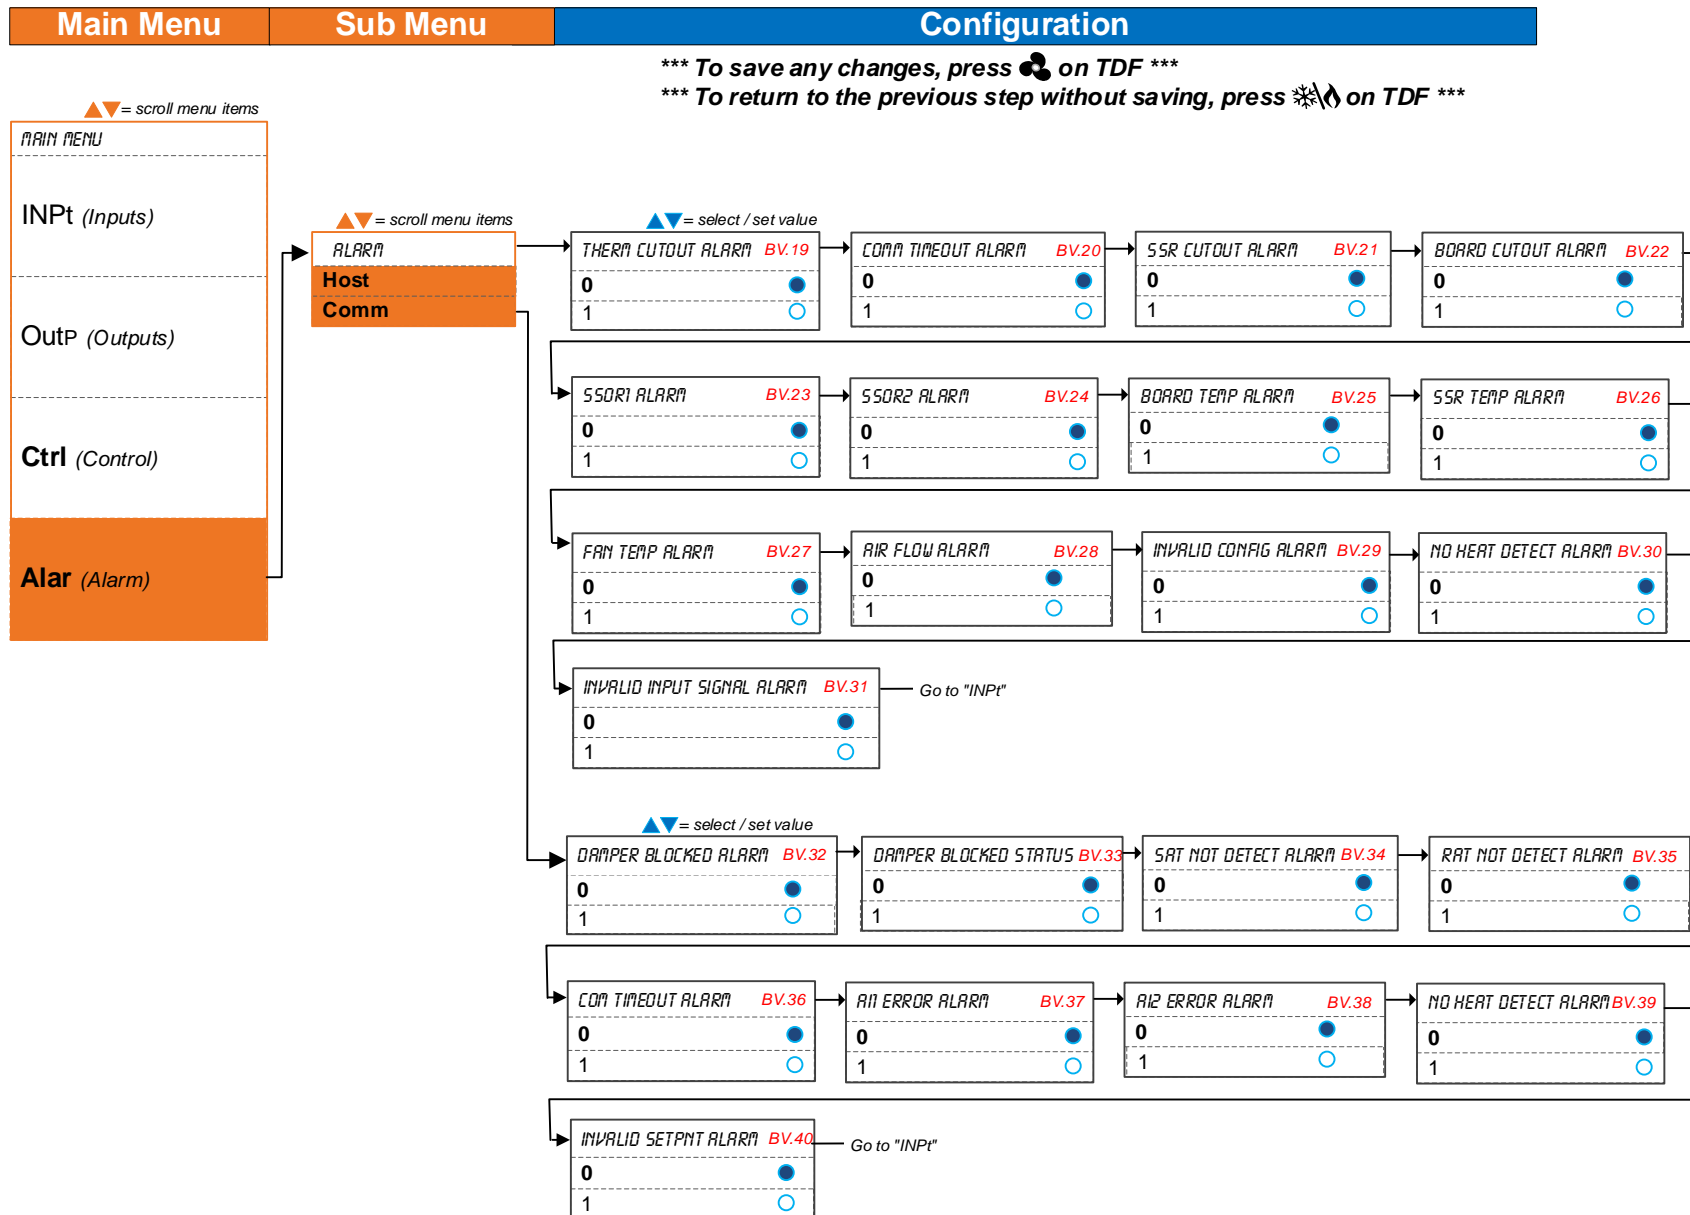 Main Menu Sub Menu Configuration
*** To save any changes, press on TDF ***
*** To return to the previous step without saving, press on TDF ***
= scroll menu items
MAIN MENU
INPt (Inputs)
OutP (Outputs)
Ctrl (Control)
Alar (Alarm)
= scroll menu items
ALARM
Host
Comm
= select / set value
THERM CUTOUT ALARM BV.19
0
1
COMM TIMEOUT ALARM BV.20
0
1
SSR CUTOUT ALARM BV.21
0
1
BOARD CUTOUT ALARM BV.22
0
1
SSOR1 ALARM BV.23
0
1
SSOR2 ALARM BV.24
0
1
BOARD TEMP ALARM BV.25
0
1
SSR TEMP ALARM BV.26
0
1
FAN TEMP ALARM BV.27
0
1
AIR FLOW ALARM BV.28
0
1
INVALID CONFIG ALARM BV.29
0
1
NO HEAT DETECT ALARM BV.30
0
1
INVALID INPUT SIGNAL ALARM BV.31
0
1
Go to "INPt"
= select / set value
DAMPER BLOCKED ALARM BV.32
0
1
DAMPER BLOCKED STATUS BV.33
0
1
SAT NOT DETECT ALARM BV.34
0
1
RAT NOT DETECT ALARM BV.35
0
1
COM TIMEOUT ALARM BV.36
0
1
AI1 ERROR ALARM BV.37
0
1
AI2 ERROR ALARM BV.38
0
1
NO HEAT DETECT ALARM BV.39
0
1
INVALID SETPNT ALARM BV.40
0
1
Go to "INPt"